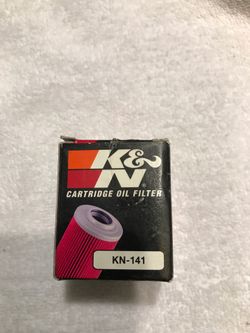 K&N
CARTRIDGE OIL FILTER
KN-141